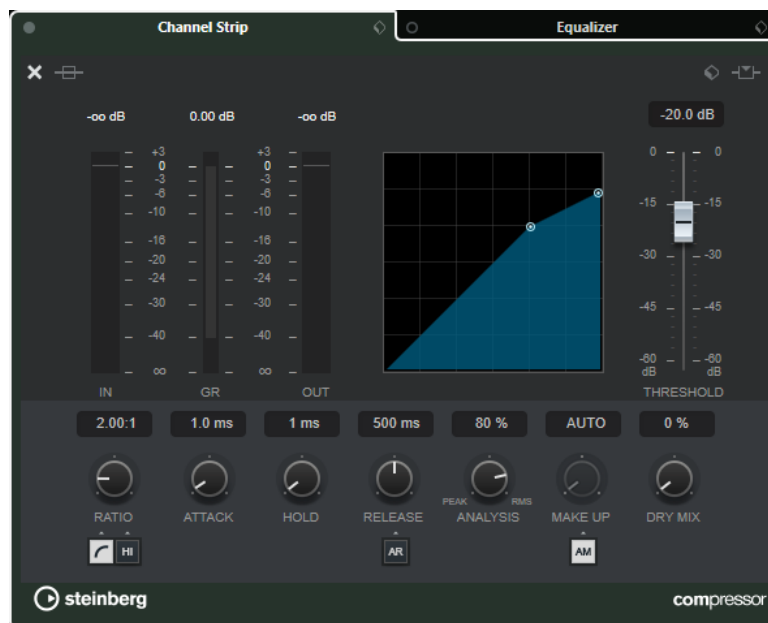 Channel Strip
Equalizer
-oo dB 0.00 dB -oo dB -20.0 dB
+3 +3 0 0
0 0
-3 -3
-6 -6
-10 -10 -15 -15
-16 -16
-20 -20 -30 -30
-24 -24
-30 -30 -45 -45
-40 -40
∞ ∞ -60 -60
dB dB
IN GR OUT THRESHOLD
2.00:1 1.0 ms 1 ms 500 ms 80 % AUTO 0 %
PEAK RMS
RATIO ATTACK HOLD RELEASE ANALYSIS MAKE UP DRY MIX
HI AR AM
steinberg compressor